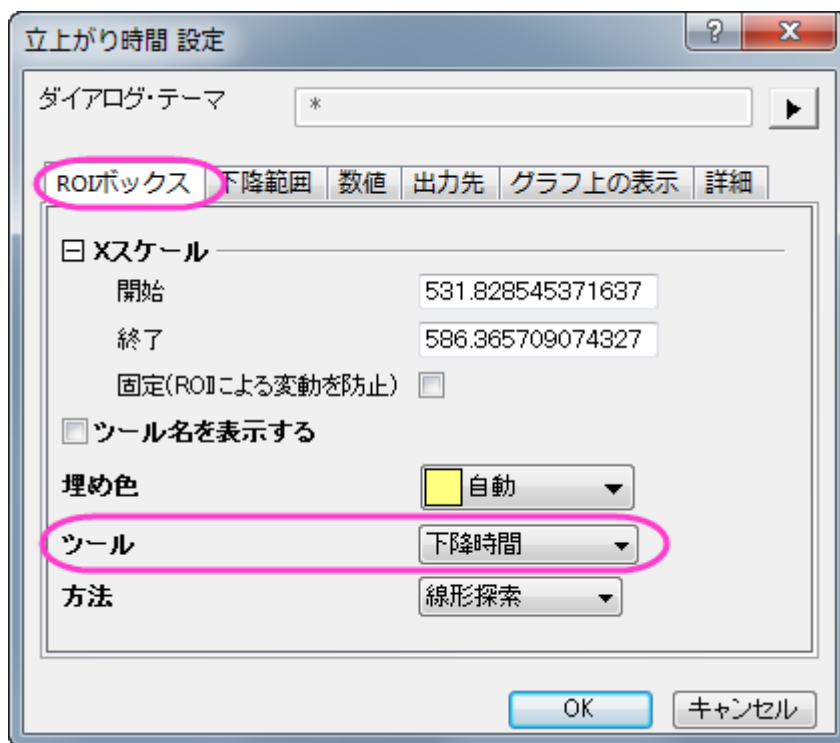 立上がり時間 設定
ダイアログ・テーマ *
ROIボックス 下降範囲 数値 出力先 グラフ上の表示 詳細
Xスケール
開始 531.828545371637
終了 586.365709074327
固定(ROIによる変動を防止)
ツール名を表示する
埋め色 自動
ツール 下降時間
方法 線形探索
OK キャンセル